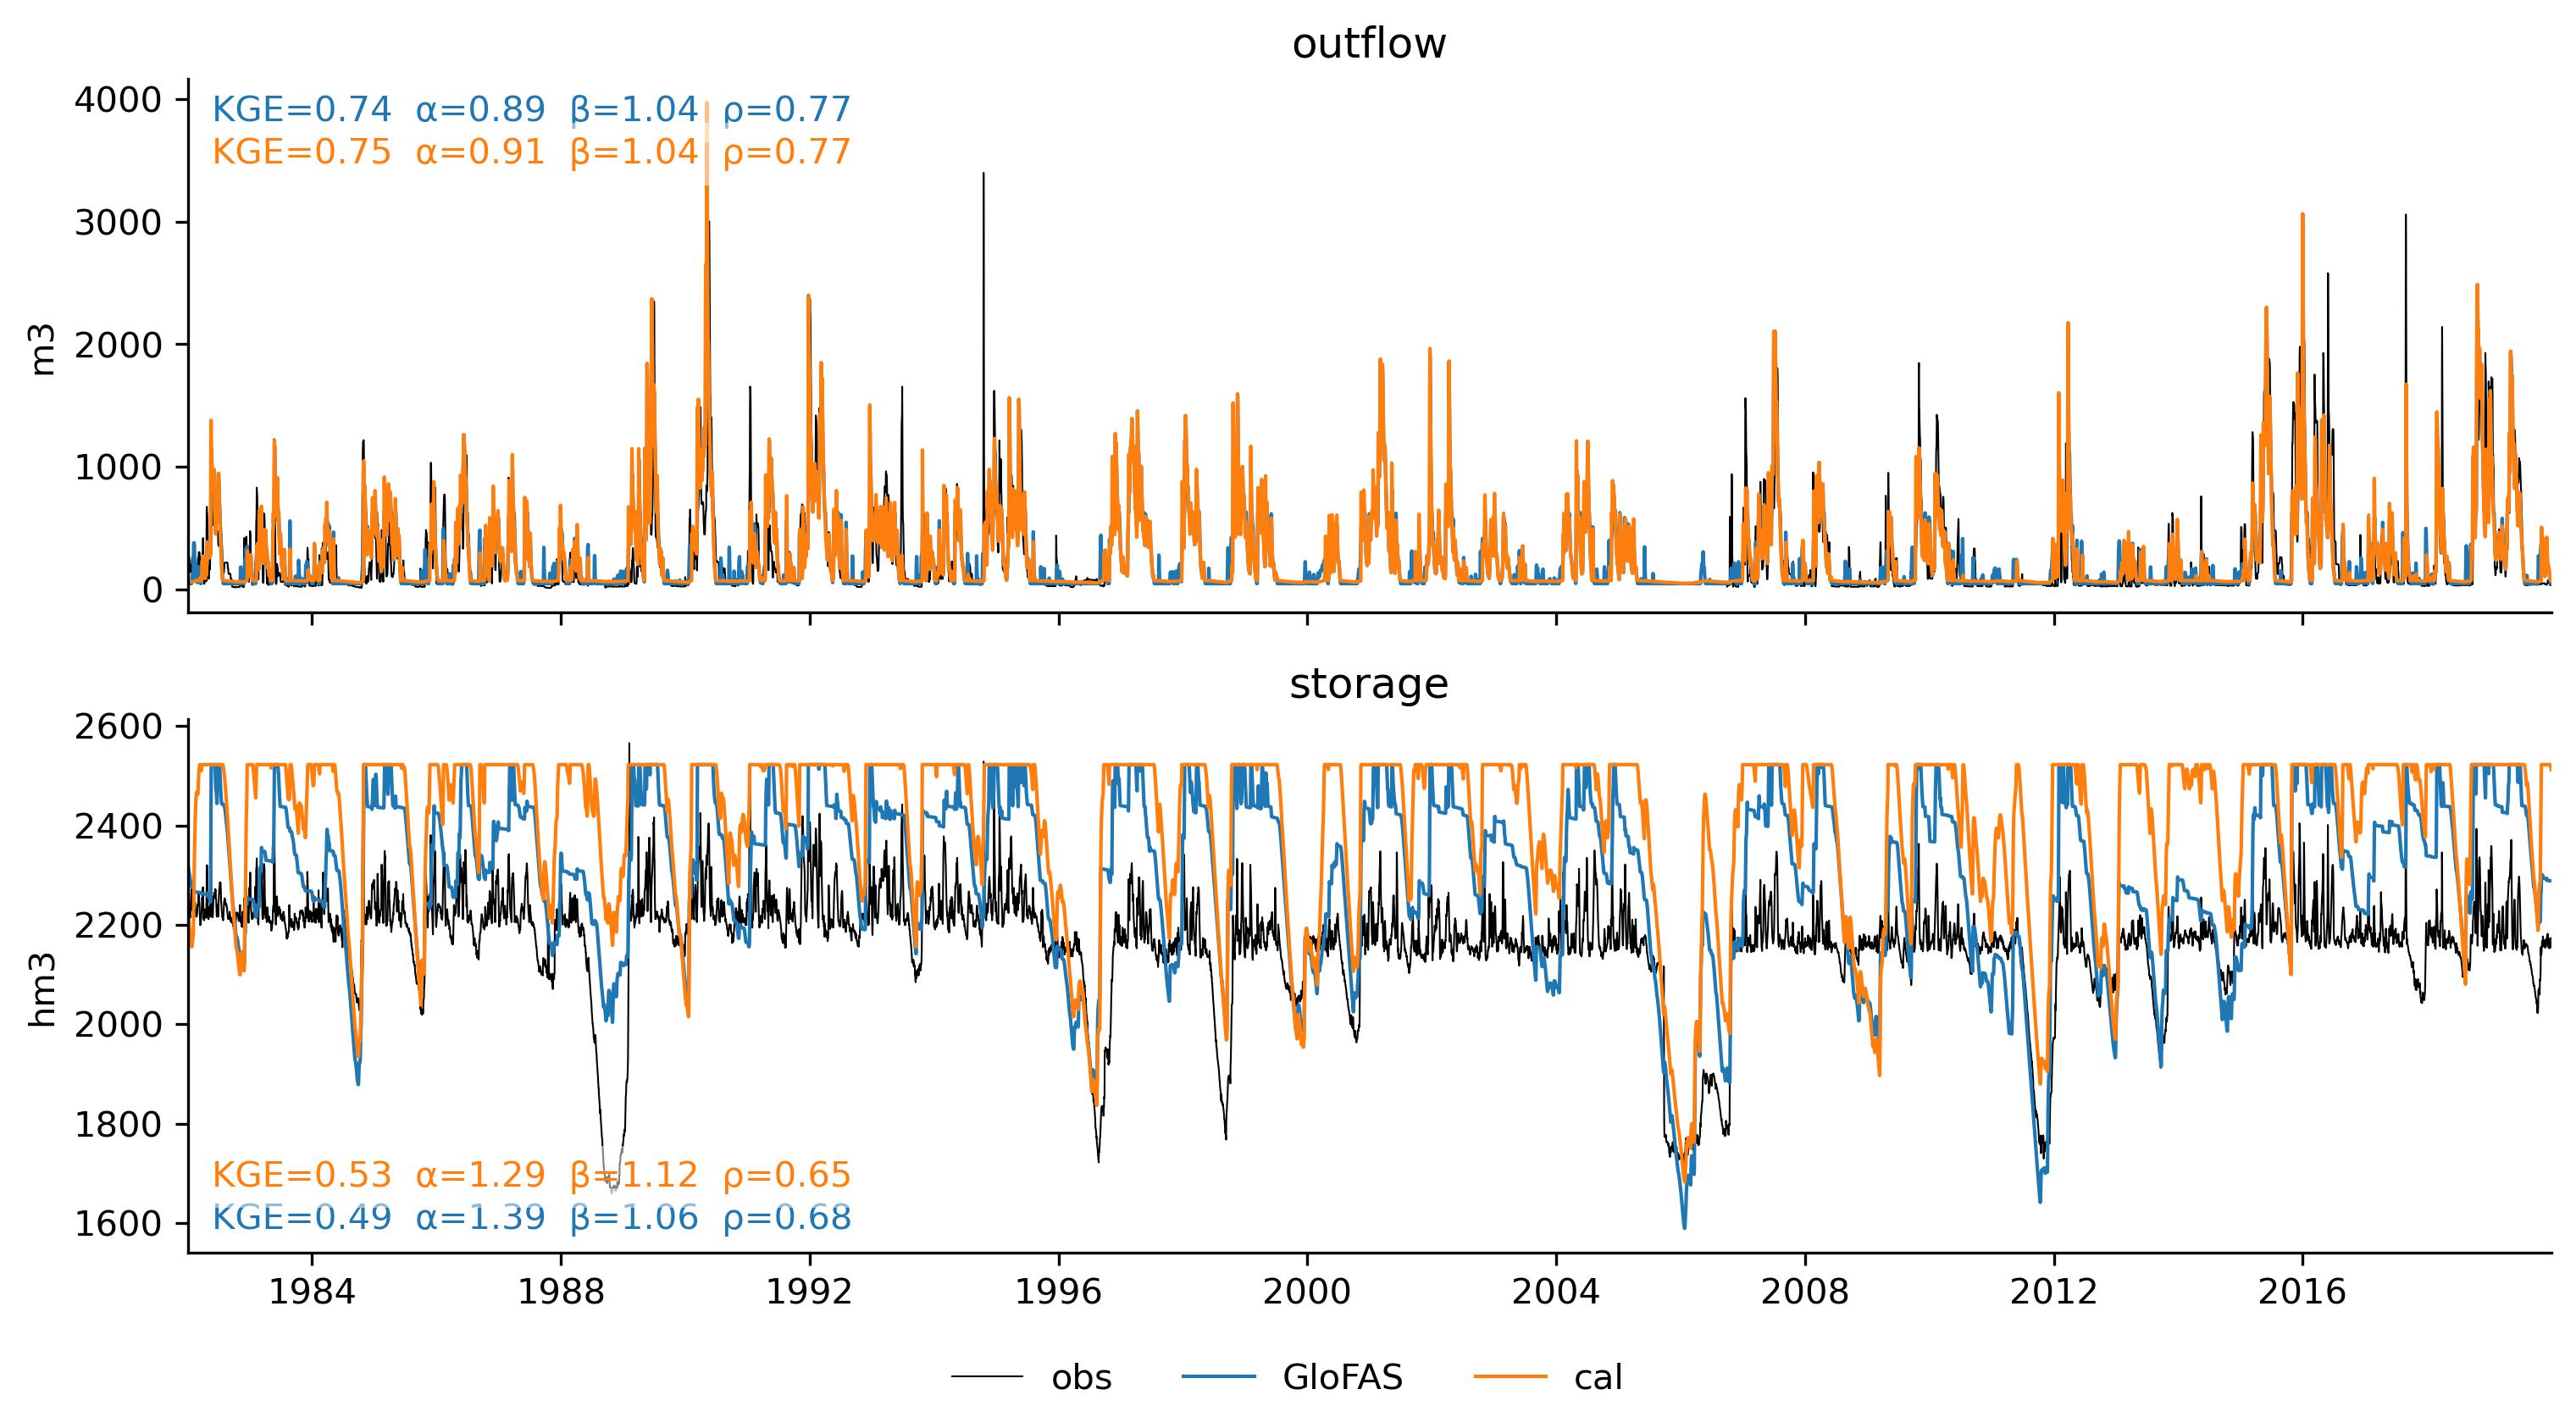 outflow
KGE=0.74 α=0.89 β=1.04 ρ=0.77
KGE=0.75 α=0.91 β=1.04 ρ=0.77
4000
3000
2000
1000
0
m3
storage
2600
2400
2200
2000
1800
1600
hm3
KGE=0.53 α=1.29 β=1.12 ρ=0.65
KGE=0.49 α=1.39 β=1.06 ρ=0.68
1984 1988 1992 1996 2000 2004 2008 2012 2016
obs GloFAS cal